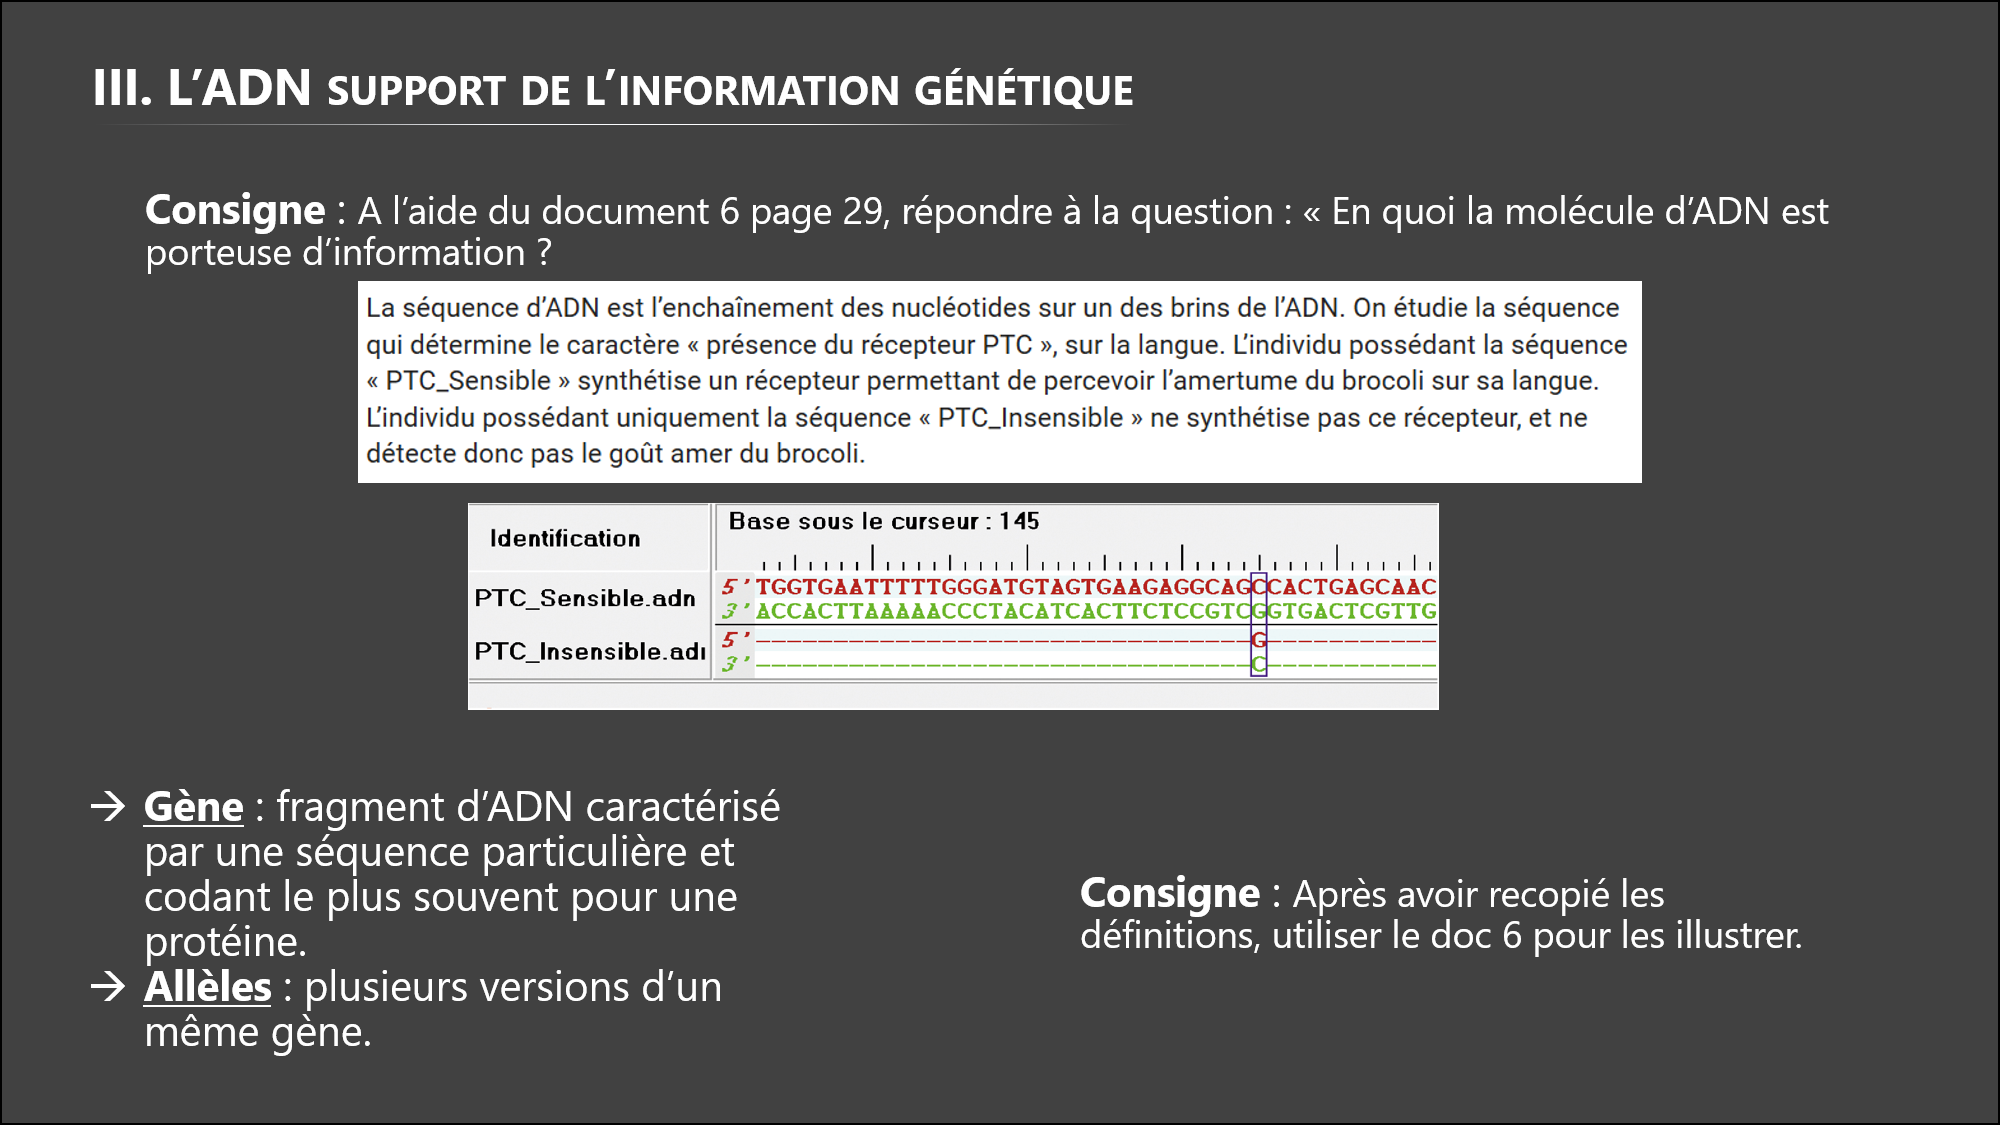 III. L’ADN SUPPORT DE L’INFORMATION GÉNÉTIQUE
Consigne : A l’aide du document 6 page 29, répondre à la question : « En quoi la molécule d’ADN est
porteuse d’information ?
La séquence d’ADN est l’enchaînement des nucléotides sur un des brins de l’ADN. On étudie la séquence
qui détermine le caractère « présence du récepteur PTC », sur la langue. L’individu possédant la séquence
« PTC_Sensible » synthétise un récepteur permettant de percevoir l’amertume du brocoli sur sa langue.
L’individu possédant uniquement la séquence « PTC_Insensible » ne synthétise pas ce récepteur, et ne
détecte donc pas le goût amer du brocoli.
Identification
Base sous le curseur : 145
PTC_Sensible.adn
5' TGGTGAATTTTTGGGATGTAGTGAAGAGGCAGCCACTGAGCAAC
3' ACCACTTAAAAACCCTACATCACTTCTCCGTCGGTGACTCGTTG
PTC_Insensible.adn
5' --------------------------------G-----------
3' --------------------------------C-----------
→ Gène : fragment d’ADN caractérisé
par une séquence particulière et
codant le plus souvent pour une
protéine.
→ Allèles : plusieurs versions d’un
même gène.
Consigne : Après avoir recopié les
définitions, utiliser le doc 6 pour les illustrer.